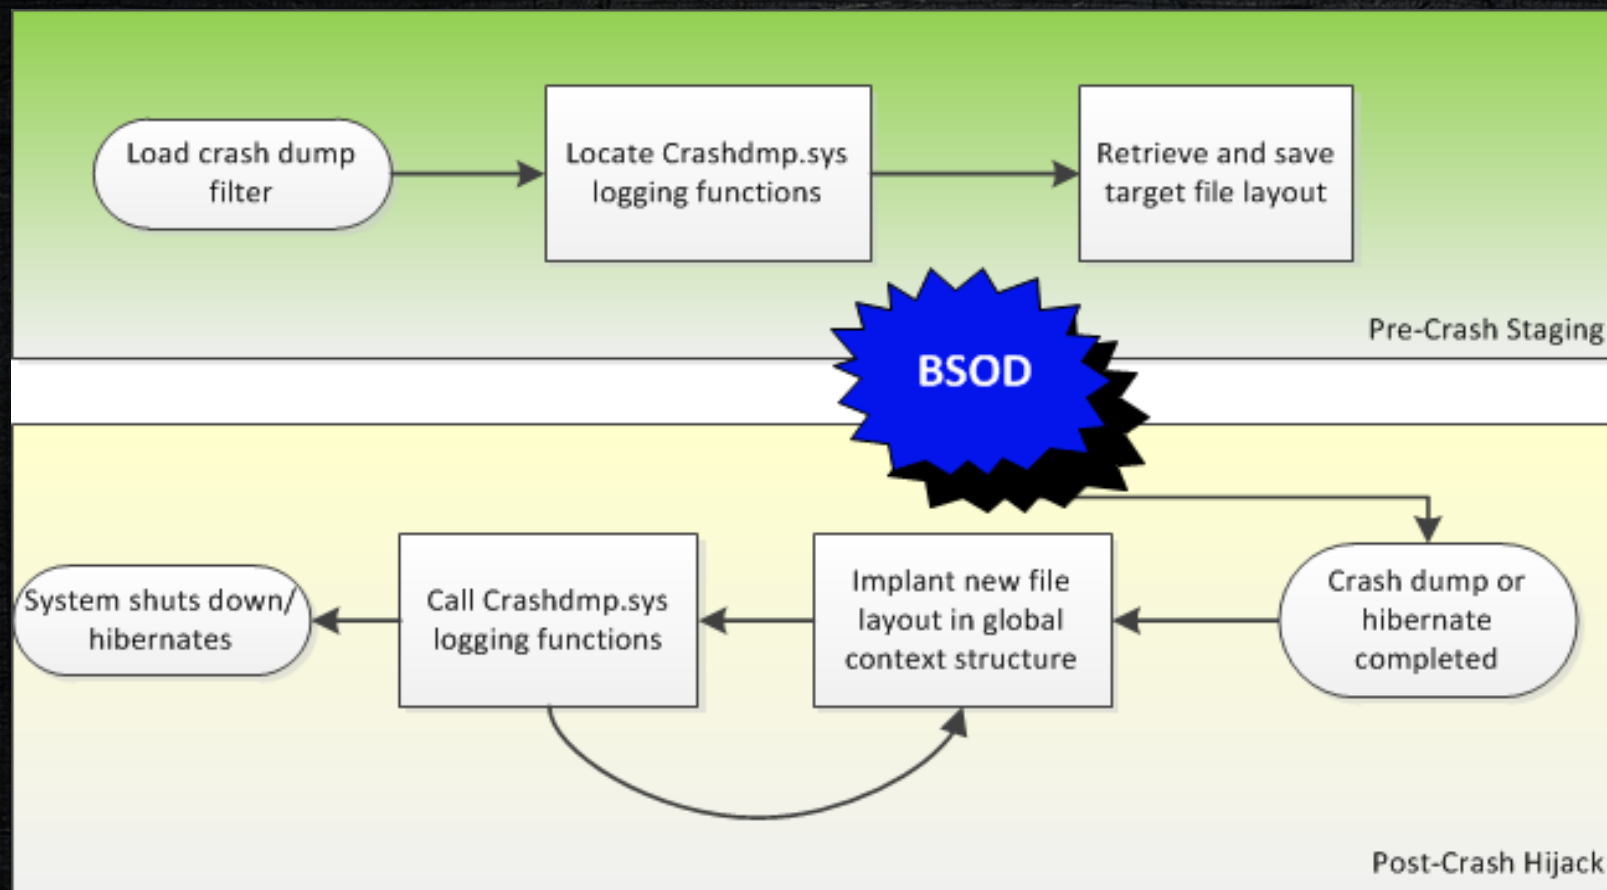 Load crash dump
filter
Locate Crashdmp.sys
logging functions
Retrieve and save
target file layout
Pre-Crash Staging
BSOD
Crash dump or
hibernate
completed
Implant new file
layout in global
context structure
Call Crashdmp.sys
logging functions
System shuts down/
hibernates
Post-Crash Hijack